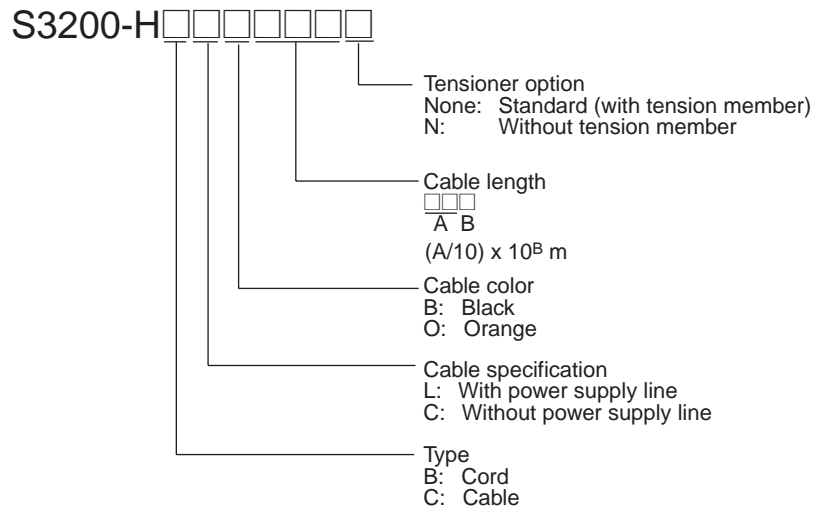 S3200-H□□□□□□□
Tensioner option
None: Standard (with tension member)
N: Without tension member
Cable length
□□□
A B
(A/10) x 10ᴮ m
Cable color
B: Black
O: Orange
Cable specification
L: With power supply line
C: Without power supply line
Type
B: Cord
C: Cable